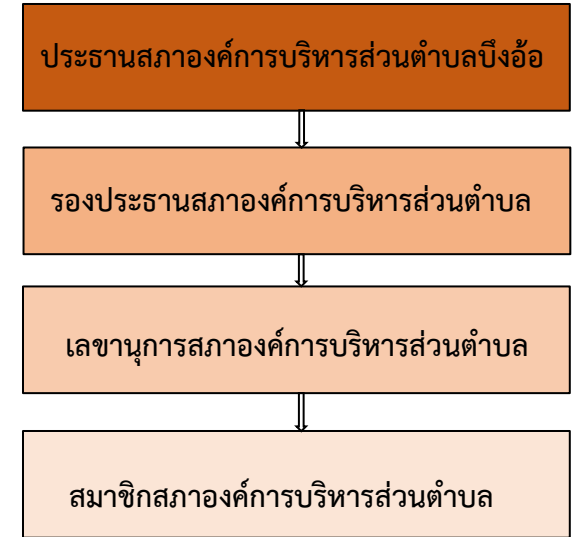 ประธานสภาองค์การบริหารส่วนตำบลบึงอ้อ
รองประธานสภาองค์การบริหารส่วนตำบล
เลขานุการสภาองค์การบริหารส่วนตำบล
สมาชิกสภาองค์การบริหารส่วนตำบล